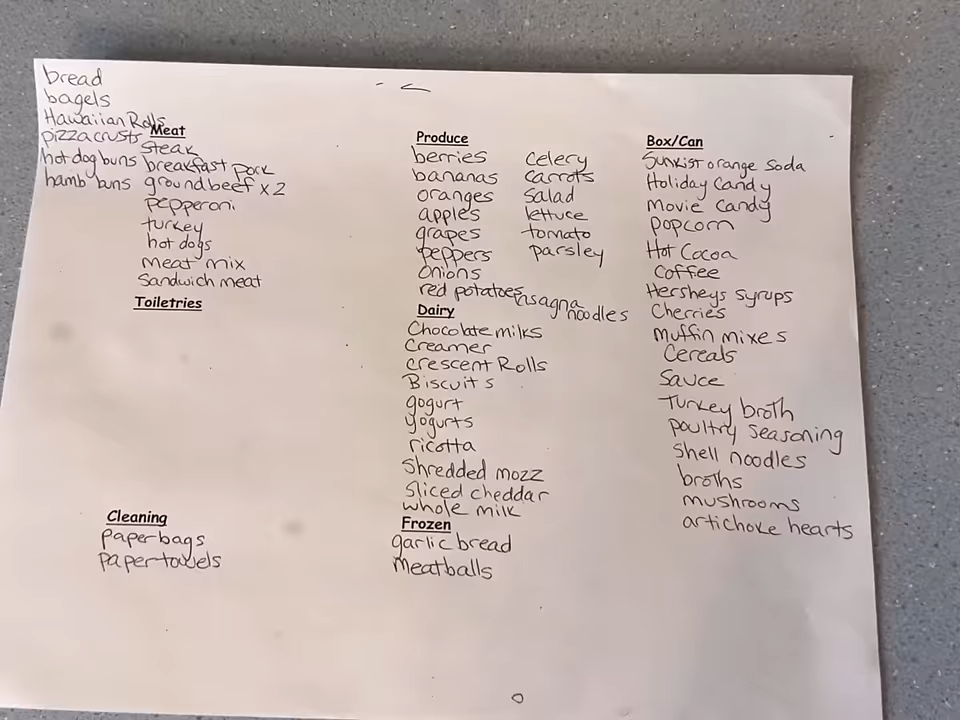 bread
bagels
Hawaiian Rolls
pizza crusts
hot dog buns
hamb buns
Meat
steak
breakfast pork
ground beef x 2
pepperoni
turkey
hot dogs
meat mix
sandwich meat
Toiletries
Cleaning
paper bags
paper towels
Produce
berries
bananas
oranges
apples
grapes
peppers
onions
red potatoes
celery
carrots
salad
lettuce
tomato
parsley
Lasagna noodles
Dairy
Chocolate milks
Creamer
crescent Rolls
Biscuits
gogurt
yogurts
ricotta
shredded mozz
sliced cheddar
whole milk
Frozen
garlic bread
meatballs
Box/Can
Sunkist orange soda
Holiday Candy
Movie Candy
popcorn
Hot Cocoa
Coffee
Hersheys syrups
Cherries
muffin mixes
Cereals
Sauce
Turkey broth
poultry seasoning
shell noodles
broths
mushrooms
artichoke hearts